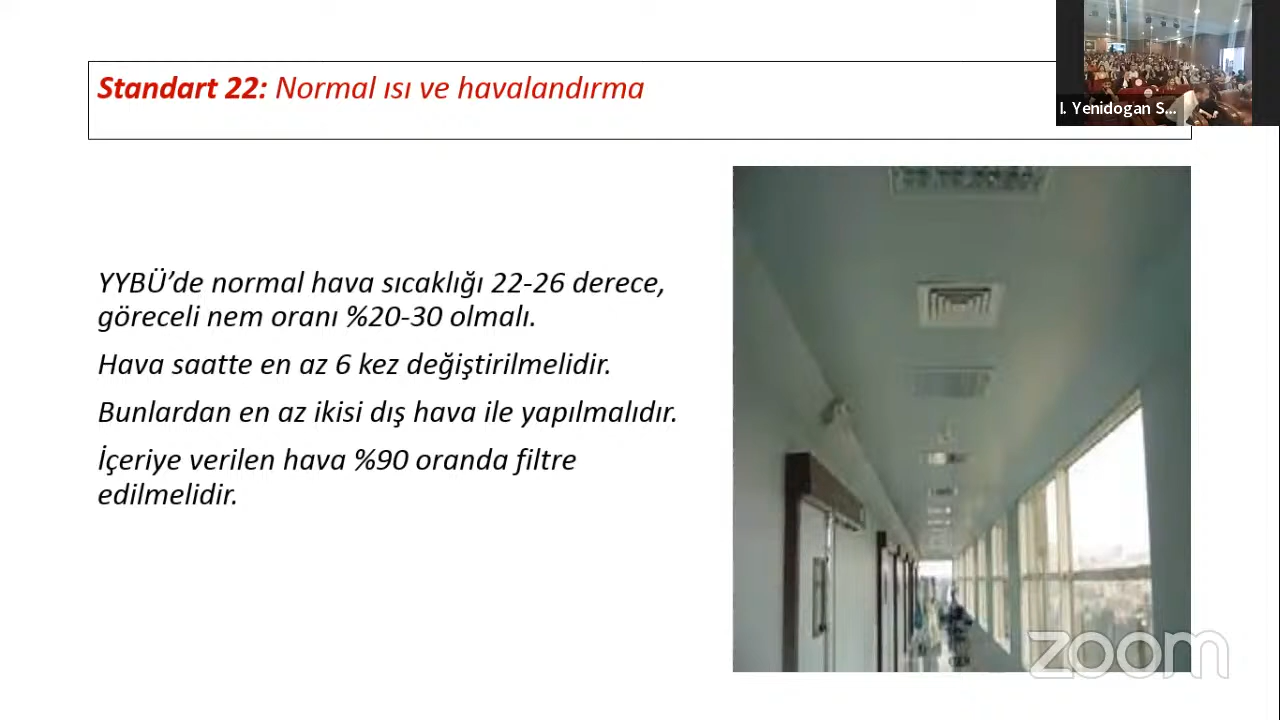 Standart 22: Normal ısı ve havalandırma
I. Yenidogan S...
YYBÜ’de normal hava sıcaklığı 22-26 derece,
göreceli nem oranı %20-30 olmalı.
Hava saatte en az 6 kez değiştirilmelidir.
Bunlardan en az ikisi dış hava ile yapılmalıdır.
İçeriye verilen hava %90 oranda filtre
edilmelidir.
zoom